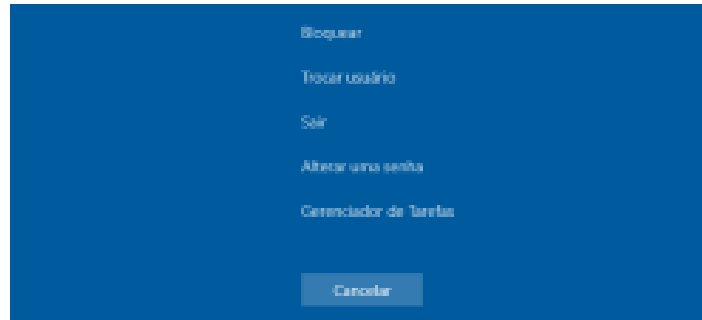 Bloquear
Trocar usuário
Sair
Alterar uma senha
Gerenciador de Tarefas
Cancelar